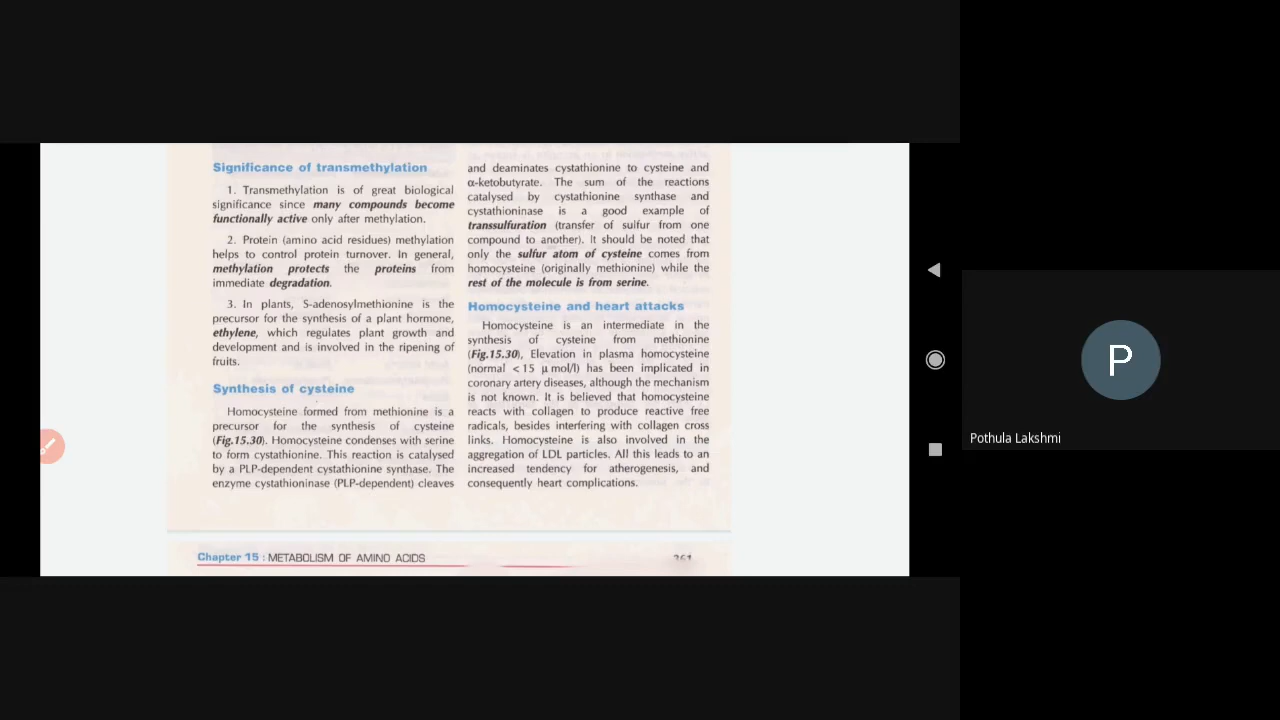 Significance of transmethylation
1. Transmethylation is of great biological
significance since many compounds become
functionally active only after methylation.
2. Protein (amino acid residues) methylation
helps to control protein turnover. In general,
methylation protects the proteins from
immediate degradation.
3. In plants, S-adenosylmethionine is the
precursor for the synthesis of a plant hormone,
ethylene, which regulates plant growth and
development and is involved in the ripening of
fruits.
Synthesis of cysteine
Homocysteine formed from methionine is a
precursor for the synthesis of cysteine
(Fig.15.30). Homocysteine condenses with serine
to form cystathionine. This reaction is catalysed
by a PLP-dependent cystathionine synthase. The
enzyme cystathioninase (PLP-dependent) cleaves
and deaminates cystathionine to cysteine and
α-ketobutyrate. The sum of the reactions
catalysed by cystathionine synthase and
cystathioninase is a good example of
transsulfuration (transfer of sulfur from one
compound to another). It should be noted that
only the sulfur atom of cysteine comes from
homocysteine (originally methionine) while the
rest of the molecule is from serine.
Homocysteine and heart attacks
Homocysteine is an intermediate in the
synthesis of cysteine from methionine
(Fig.15.30), Elevation in plasma homocysteine
(normal <15 μ mol/l) has been implicated in
coronary artery diseases, although the mechanism
is not known. It is believed that homocysteine
reacts with collagen to produce reactive free
radicals, besides interfering with collagen cross
links. Homocysteine is also involved in the
aggregation of LDL particles. All this leads to an
increased tendency for atherogenesis, and
consequently heart complications.
Chapter 15 : METABOLISM OF AMINO ACIDS
P
Pothula Lakshmi